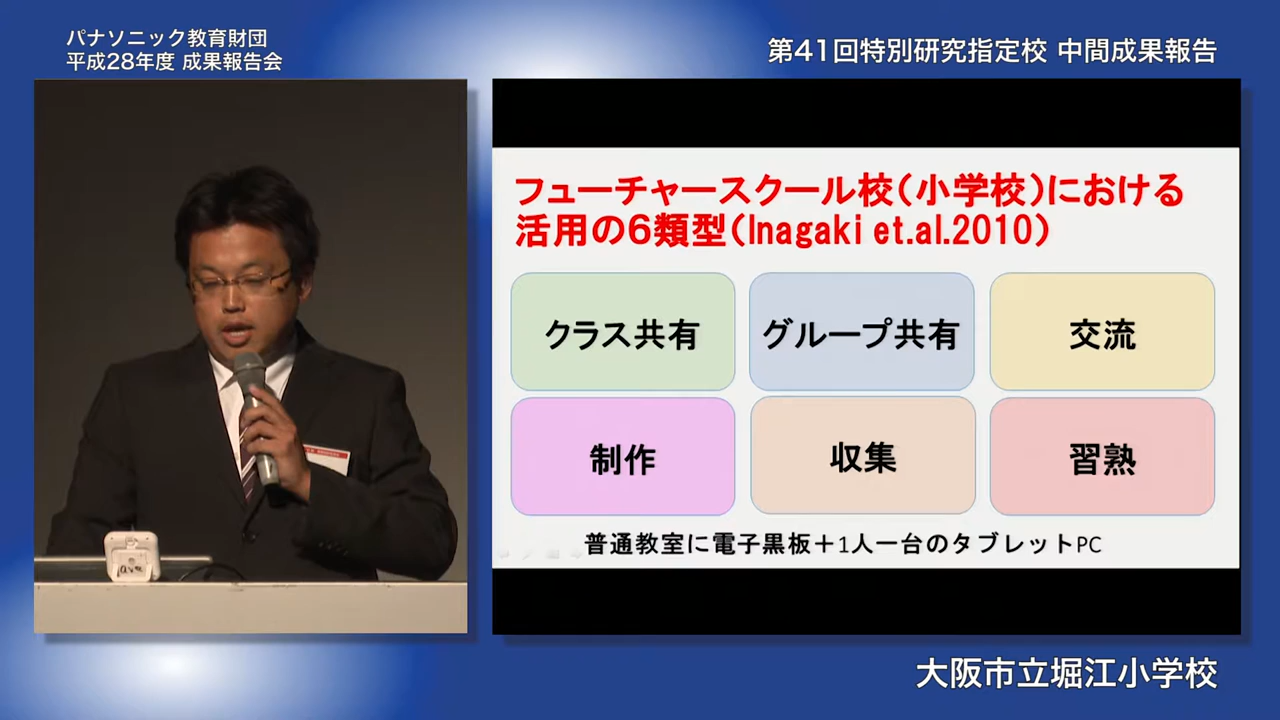 パナソニック教育財団
平成28年度 成果報告会
第41回特別研究指定校 中間成果報告
フューチャースクール校(小学校)における
活用の6類型(Inagaki et.al.2010)
クラス共有
グループ共有
交流
制作
収集
習熟
普通教室に電子黒板＋1人一台のタブレットPC
大阪市立堀江小学校